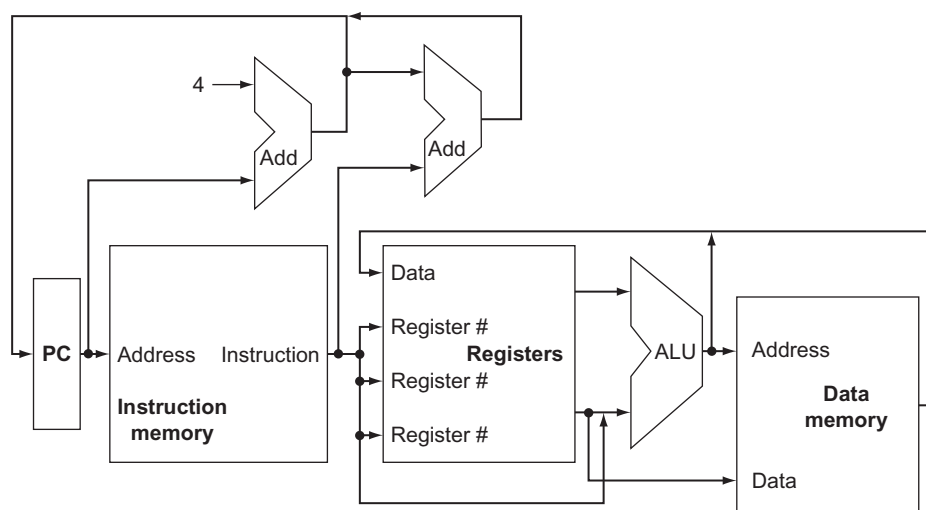 4
Add
Add
Data
Register #
Register #
Register #
Registers
PC
Address
Instruction
Instruction
memory
ALU
Address
Data
memory
Data